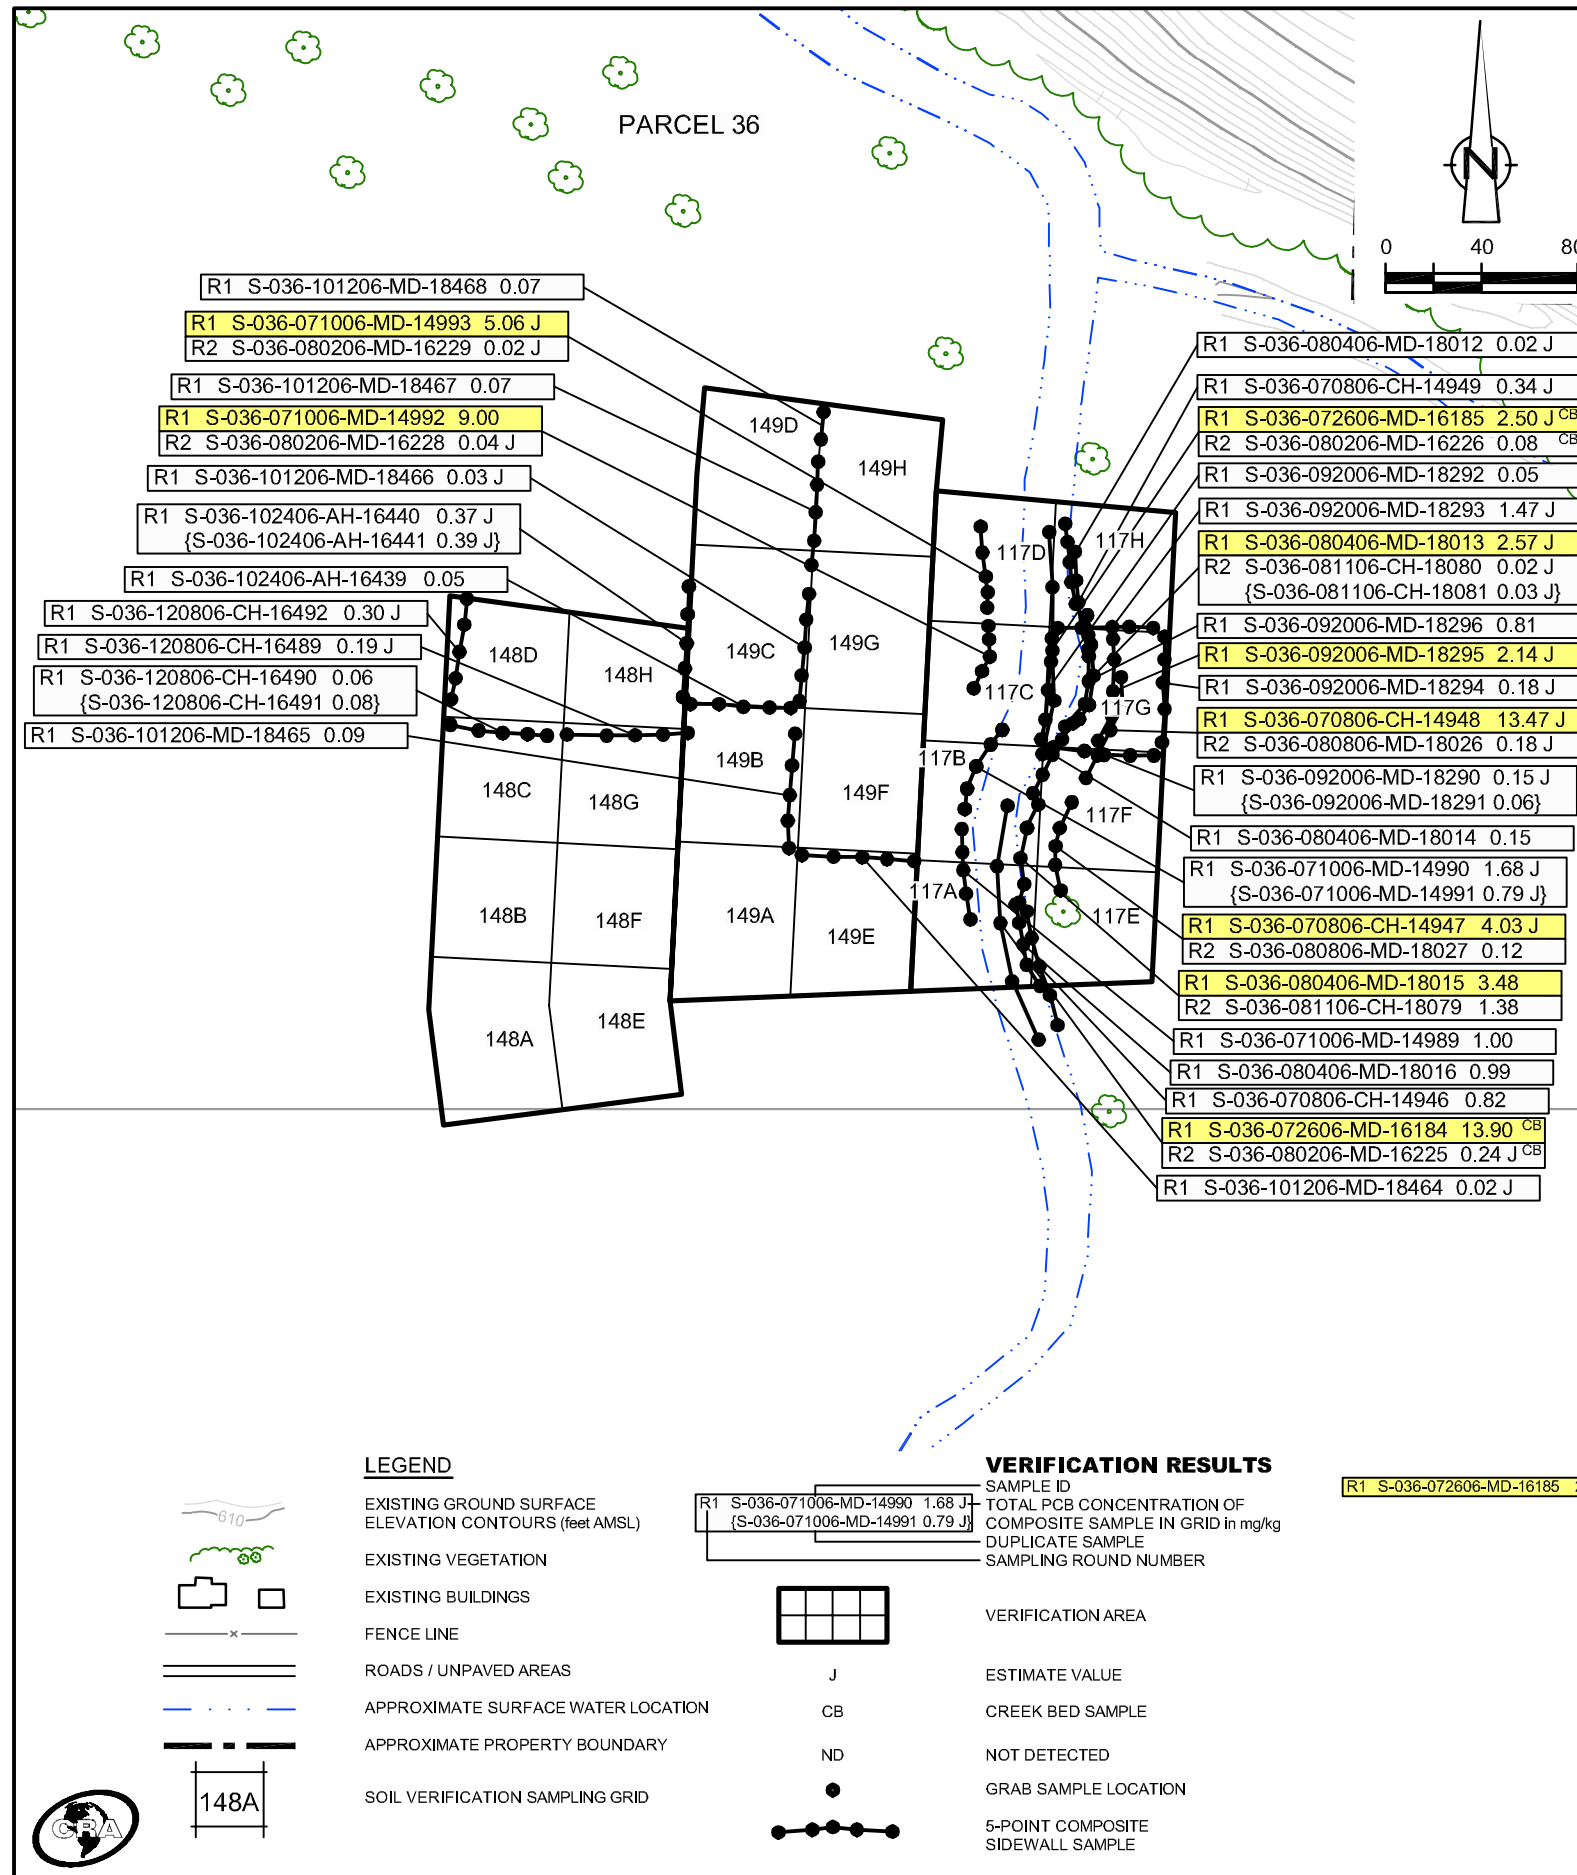 PARCEL 36
N
0 40 80
R1 S-036-101206-MD-18468 0.07
R1 S-036-071006-MD-14993 5.06 J
R2 S-036-080206-MD-16229 0.02 J
R1 S-036-101206-MD-18467 0.07
R1 S-036-071006-MD-14992 9.00
R2 S-036-080206-MD-16228 0.04 J
R1 S-036-101206-MD-18466 0.03 J
R1 S-036-102406-AH-16440 0.37 J
{S-036-102406-AH-16441 0.39 J}
R1 S-036-102406-AH-16439 0.05
R1 S-036-120806-CH-16492 0.30 J
R1 S-036-120806-CH-16489 0.19 J
R1 S-036-120806-CH-16490 0.06
{S-036-120806-CH-16491 0.08}
R1 S-036-101206-MD-18465 0.09
R1 S-036-080406-MD-18012 0.02 J
R1 S-036-070806-CH-14949 0.34 J
R1 S-036-072606-MD-16185 2.50 J CB
R2 S-036-080206-MD-16226 0.08 CB
R1 S-036-092006-MD-18292 0.05
R1 S-036-092006-MD-18293 1.47 J
R1 S-036-080406-MD-18013 2.57 J
R2 S-036-081106-CH-18080 0.02 J
{S-036-081106-CH-18081 0.03 J}
R1 S-036-092006-MD-18296 0.81
R1 S-036-092006-MD-18295 2.14 J
R1 S-036-092006-MD-18294 0.18 J
R1 S-036-070806-CH-14948 13.47 J
R2 S-036-080806-MD-18026 0.18 J
R1 S-036-092006-MD-18290 0.15 J
{S-036-092006-MD-18291 0.06}
R1 S-036-080406-MD-18014 0.15
R1 S-036-071006-MD-14990 1.68 J
{S-036-071006-MD-14991 0.79 J}
R1 S-036-070806-CH-14947 4.03 J
R2 S-036-080806-MD-18027 0.12
R1 S-036-080406-MD-18015 3.48
R2 S-036-081106-CH-18079 1.38
R1 S-036-071006-MD-14989 1.00
R1 S-036-080406-MD-18016 0.99
R1 S-036-070806-CH-14946 0.82
R1 S-036-072606-MD-16184 13.90 CB
R2 S-036-080206-MD-16225 0.24 J CB
R1 S-036-101206-MD-18464 0.02 J
149D
149H
149C
149G
149B
149F
149A
149E
148D
148H
148C
148G
148B
148F
148A
148E
117D
117H
117C
117G
117B
117F
117A
117E
LEGEND
610
EXISTING GROUND SURFACE
ELEVATION CONTOURS (feet AMSL)
EXISTING VEGETATION
EXISTING BUILDINGS
x
FENCE LINE
ROADS / UNPAVED AREAS
APPROXIMATE SURFACE WATER LOCATION
APPROXIMATE PROPERTY BOUNDARY
148A
SOIL VERIFICATION SAMPLING GRID
CRA
VERIFICATION RESULTS
R1 S-036-071006-MD-14990 1.68 J
{S-036-071006-MD-14991 0.79 J}
SAMPLE ID
TOTAL PCB CONCENTRATION OF
COMPOSITE SAMPLE IN GRID in mg/kg
DUPLICATE SAMPLE
SAMPLING ROUND NUMBER
R1 S-036-072606-MD-16185
VERIFICATION AREA
J ESTIMATE VALUE
CB CREEK BED SAMPLE
ND NOT DETECTED
GRAB SAMPLE LOCATION
5-POINT COMPOSITE
SIDEWALL SAMPLE